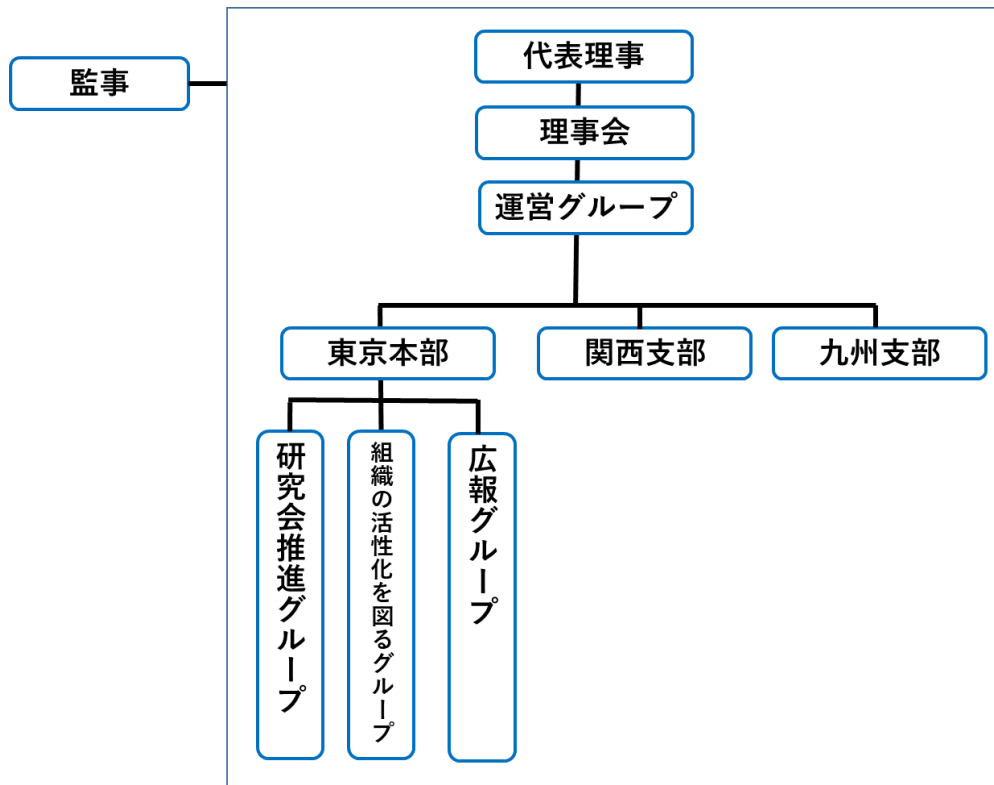 代表理事
監事
理事会
運営グループ
東京本部
関西支部
九州支部
研究会推進グループ
組織の活性化を図るグループ
広報グループ